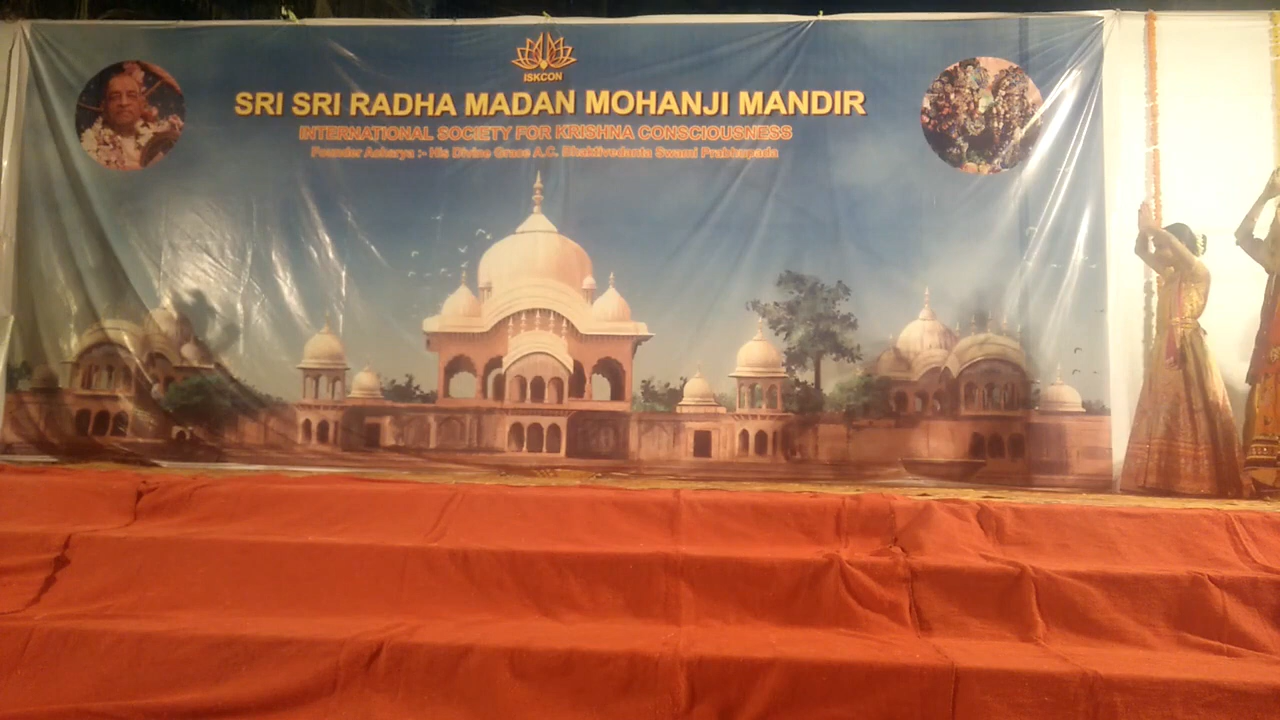 ISKCON
SRI SRI RADHA MADAN MOHANJI MANDIR
INTERNATIONAL SOCIETY FOR KRISHNA CONSCIOUSNESS
Founder Acharya :- His Divine Grace A.C. Bhaktivedanta Swami Prabhupada